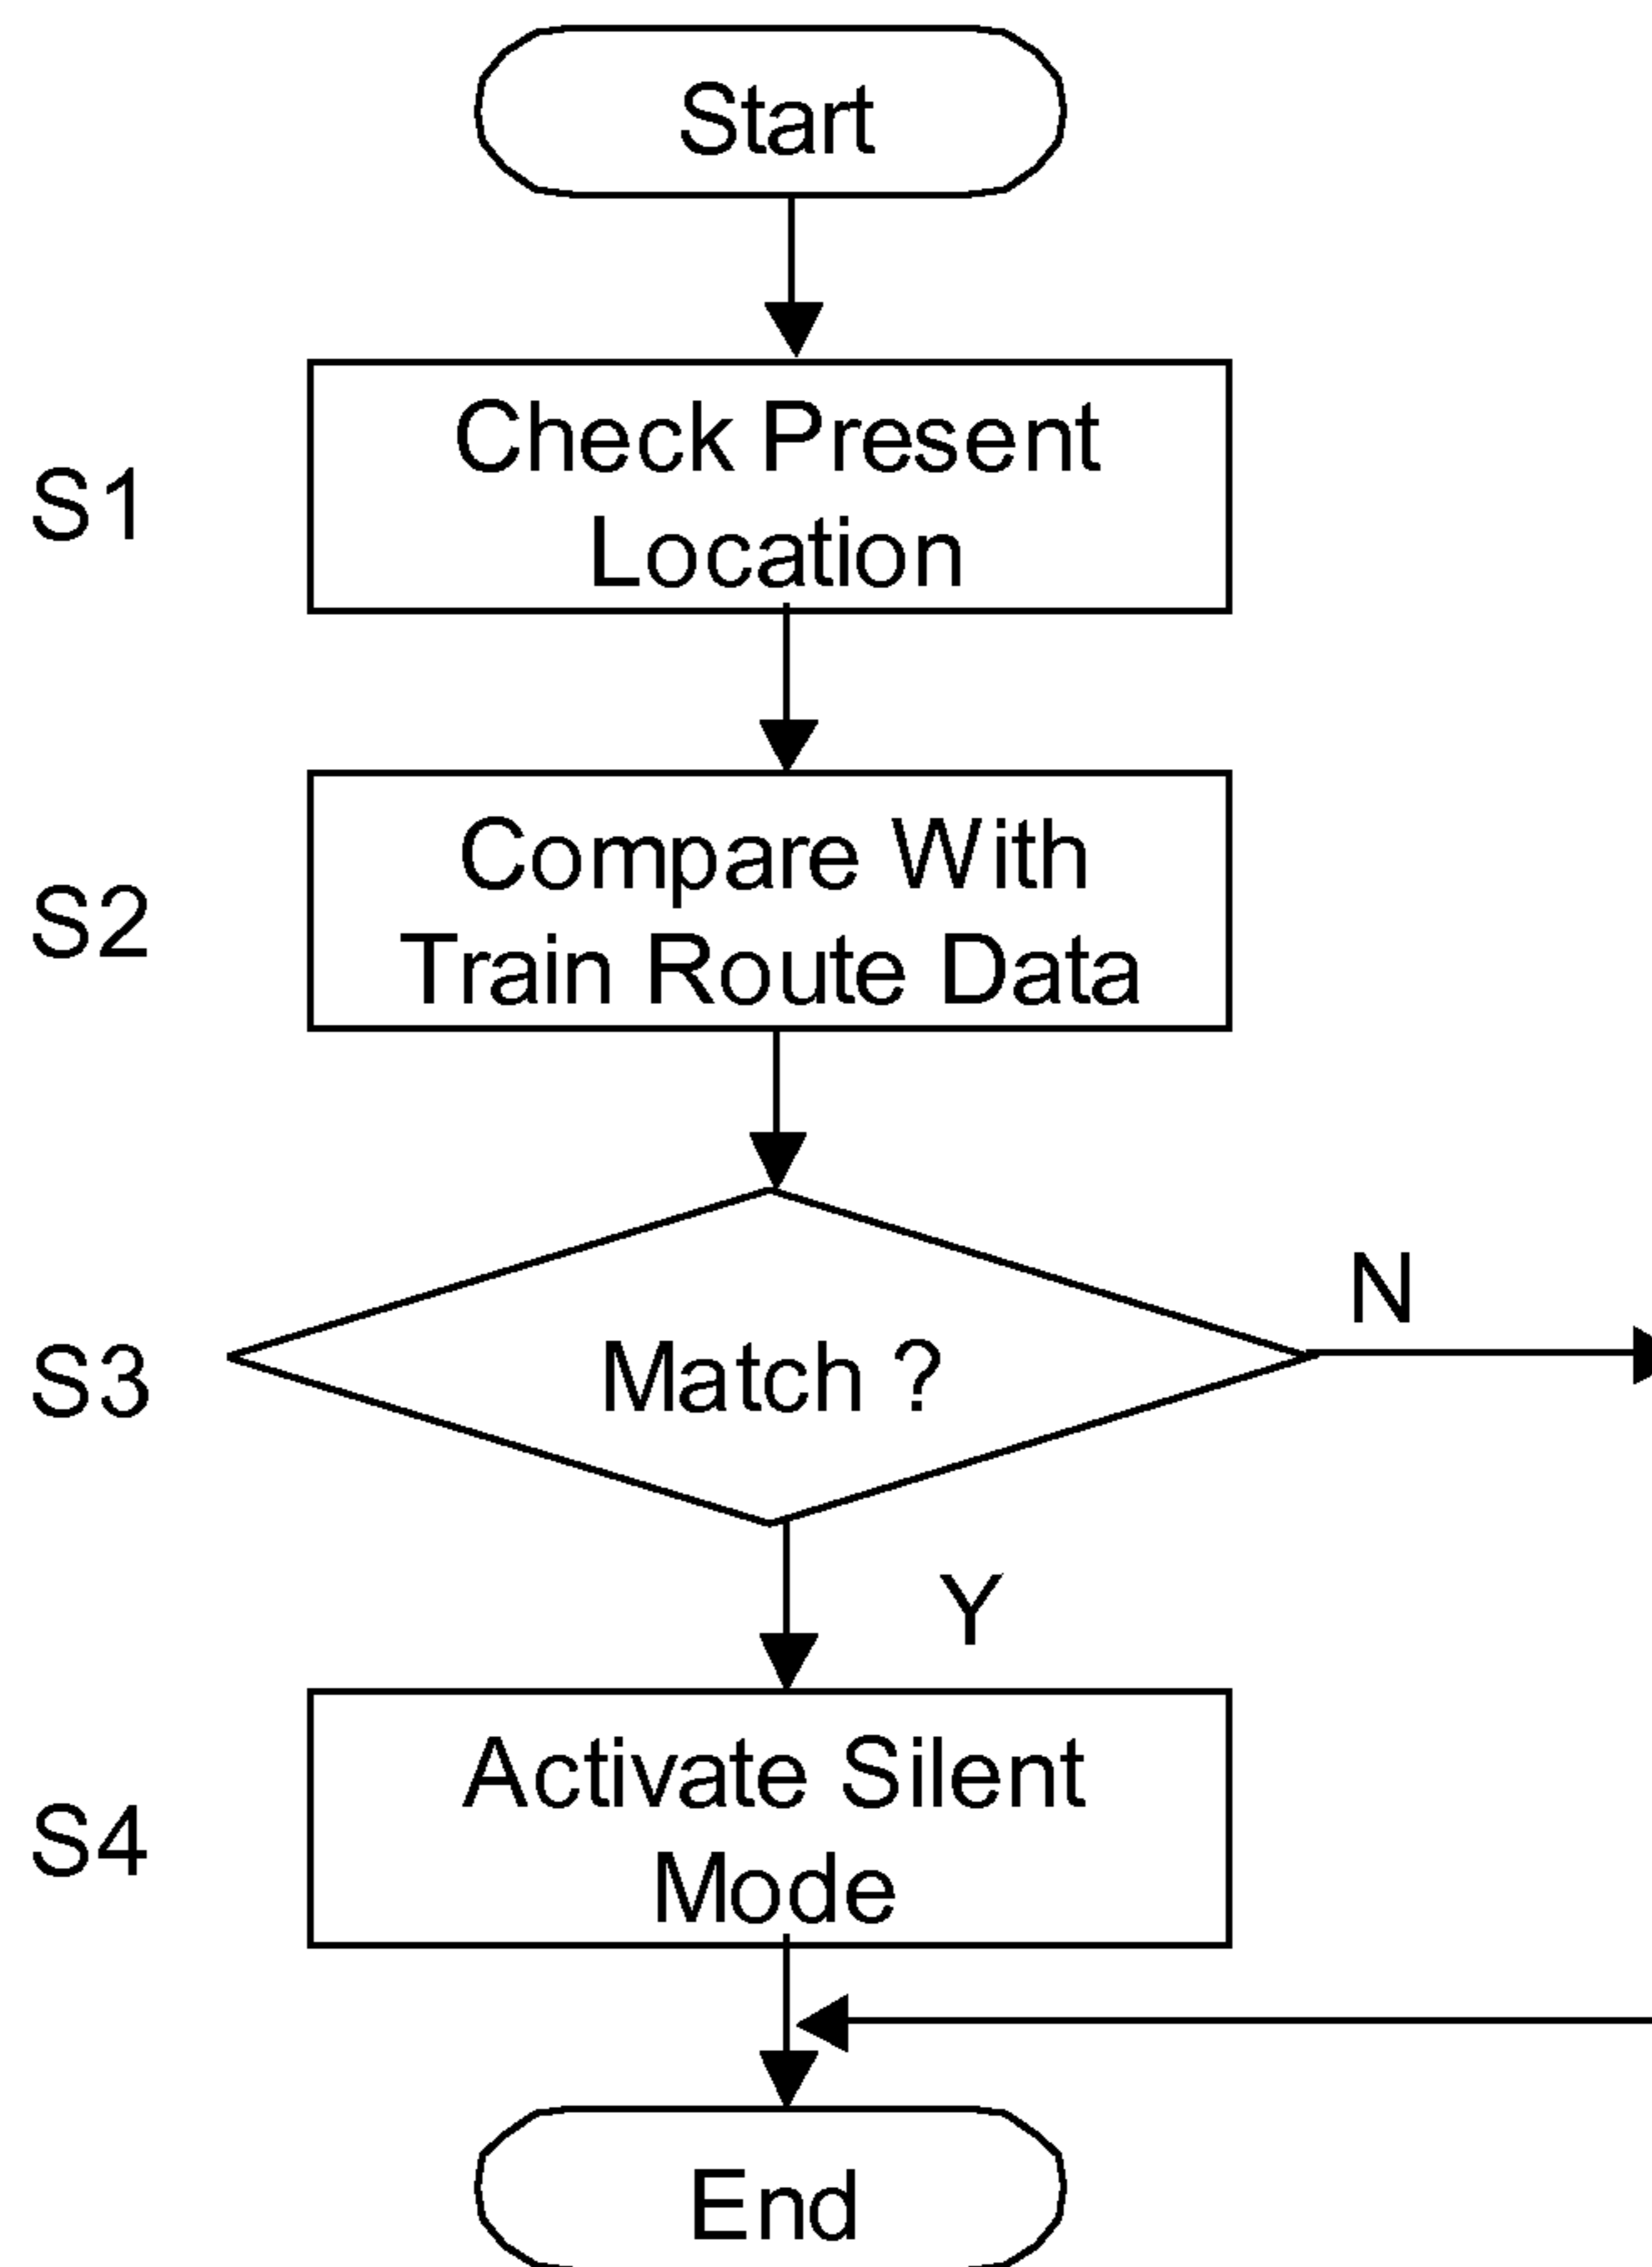 Start
S1
Check Present
Location
S2
Compare With
Train Route Data
S3
Match ?
N
Y
S4
Activate Silent
Mode
End